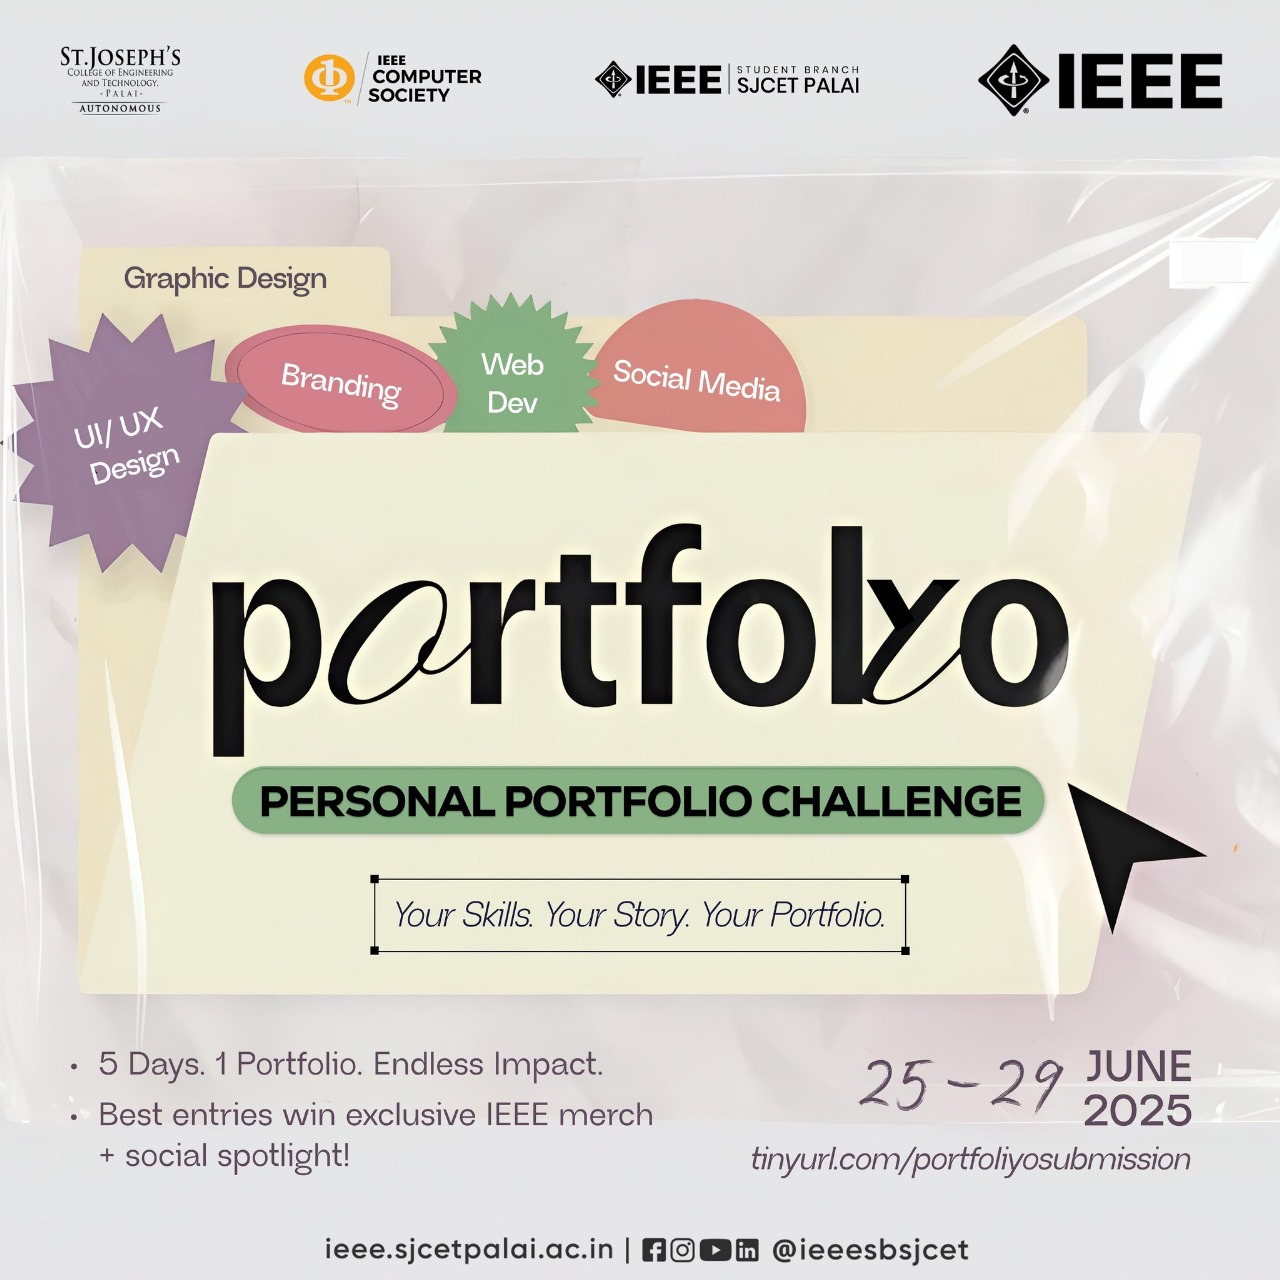 ST.JOSEPH'S
COLLEGE OF ENGINEERING
AND TECHNOLOGY,
-PALAI-
AUTONOMOUS
IEEE
COMPUTER
SOCIETY
IEEE
STUDENT BRANCH
SJCET PALAI
IEEE
Graphic Design
UI/ UX
Design
Branding
Web
Dev
Social Media
portfolyo
PERSONAL PORTFOLIO CHALLENGE
Your Skills. Your Story. Your Portfolio.
• 5 Days. 1 Portfolio. Endless Impact.
• Best entries win exclusive IEEE merch
+ social spotlight!
25-29 JUNE
2025
tinyurl.com/portfoliyosubmission
ieee.sjcetpalai.ac.in | @ieeesbsjcet